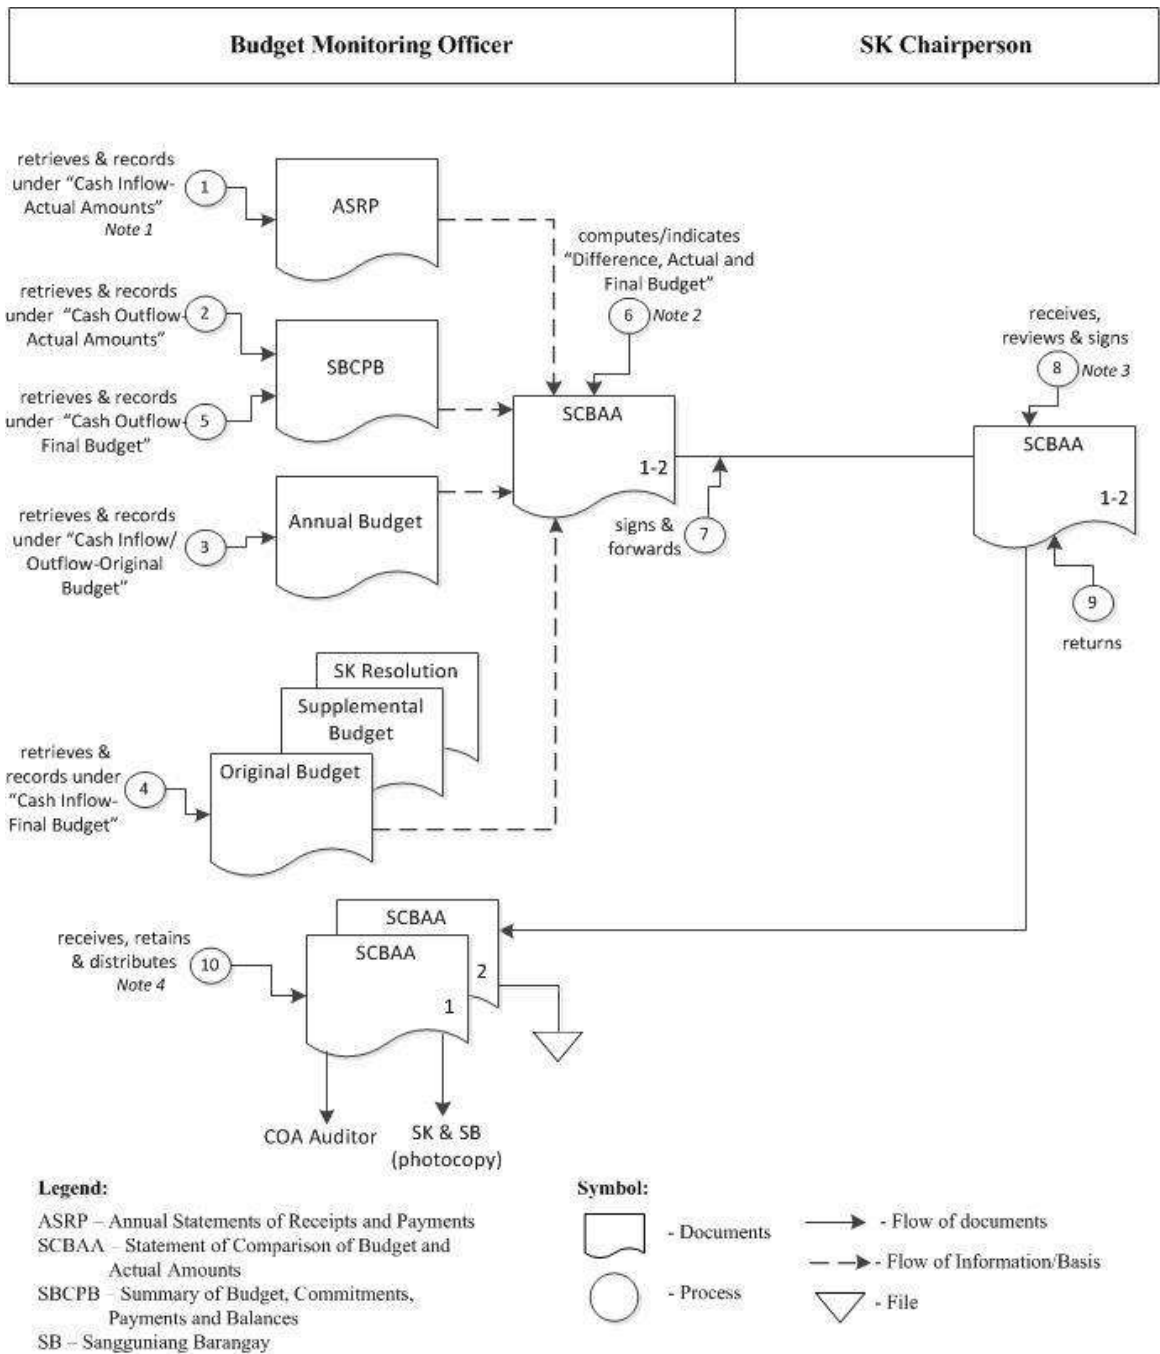 Budget Monitoring Officer
SK Chairperson
retrieves & records
under “Cash Inflow-
Actual Amounts”
Note 1
1
ASRP
retrieves & records
under “Cash Outflow-
Actual Amounts”
2
SBCPB
retrieves & records
under “Cash Outflow-
Final Budget”
5
computes/indicates
“Difference, Actual and
Final Budget”
6
Note 2
SCBAA
1-2
receives,
reviews & signs
8
Note 3
SCBAA
1-2
signs &
forwards
7
9
returns
retrieves & records
under “Cash Inflow/
Outflow-Original
Budget”
3
Annual Budget
SK Resolution
Supplemental
Budget
Original Budget
retrieves &
records under
“Cash Inflow-
Final Budget”
4
receives, retains
& distributes
Note 4
10
SCBAA
2
SCBAA
1
COA Auditor
SK & SB
(photocopy)
Legend:
ASRP – Annual Statements of Receipts and Payments
SCBAA – Statement of Comparison of Budget and
Actual Amounts
SBCPB – Summary of Budget, Commitments,
Payments and Balances
SB – Sangguniang Barangay
Symbol:
- Documents
- Process
- Flow of documents
- Flow of Information/Basis
- File